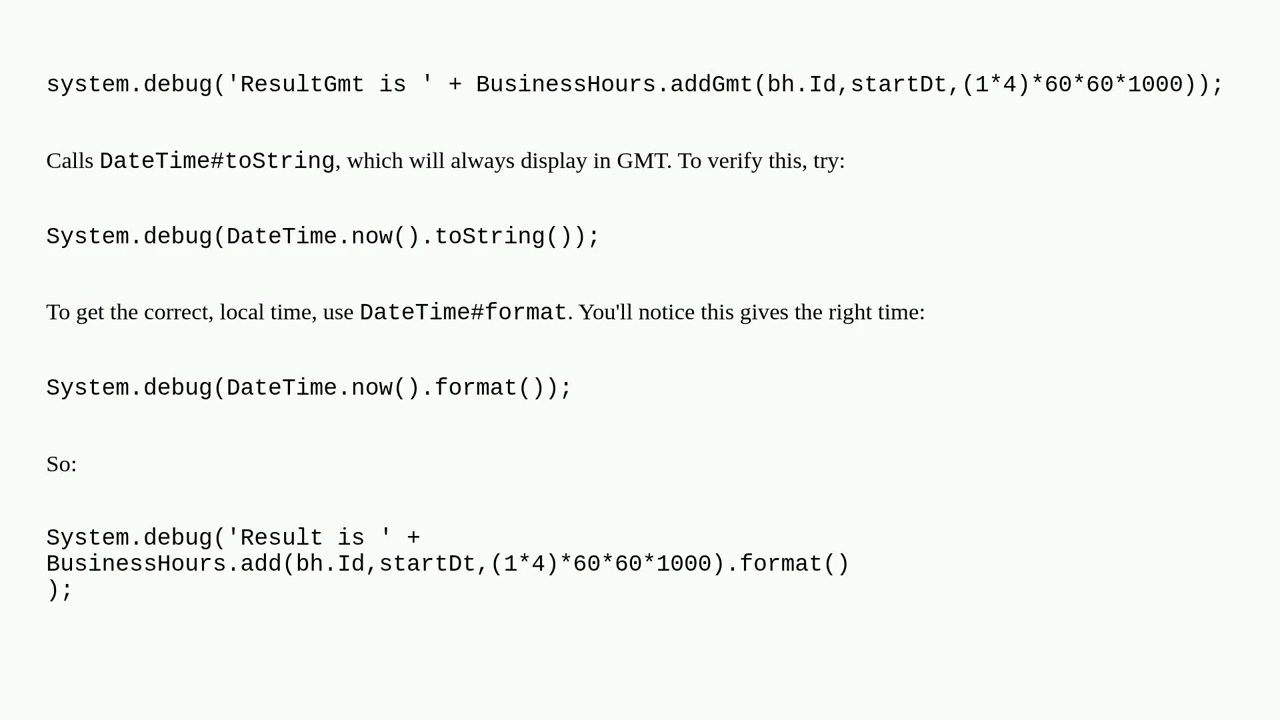 system.debug('ResultGmt is ' + BusinessHours.addGmt(bh.Id,startDt,(1*4)*60*60*1000));
Calls DateTime#toString, which will always display in GMT. To verify this, try:
System.debug(DateTime.now().toString());
To get the correct, local time, use DateTime#format. You'll notice this gives the right time:
System.debug(DateTime.now().format());
So:
System.debug('Result is ' +
BusinessHours.add(bh.Id,startDt,(1*4)*60*60*1000).format()
);